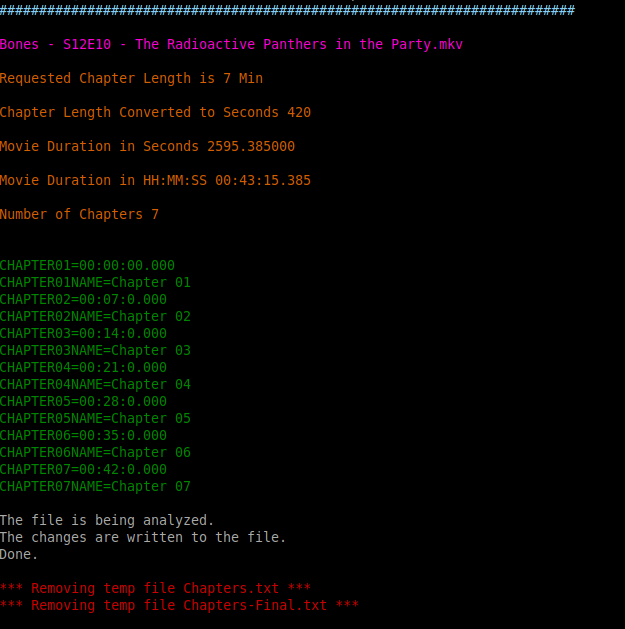 ########################################################################
Bones - S12E10 - The Radioactive Panthers in the Party.mkv
Requested Chapter Length is 7 Min
Chapter Length Converted to Seconds 420
Movie Duration in Seconds 2595.385000
Movie Duration in HH:MM:SS 00:43:15.385
Number of Chapters 7
CHAPTER01=00:00:00.000
CHAPTER01NAME=Chapter 01
CHAPTER02=00:07:0.000
CHAPTER02NAME=Chapter 02
CHAPTER03=00:14:0.000
CHAPTER03NAME=Chapter 03
CHAPTER04=00:21:0.000
CHAPTER04NAME=Chapter 04
CHAPTER05=00:28:0.000
CHAPTER05NAME=Chapter 05
CHAPTER06=00:35:0.000
CHAPTER06NAME=Chapter 06
CHAPTER07=00:42:0.000
CHAPTER07NAME=Chapter 07
The file is being analyzed.
The changes are written to the file.
Done.
*** Removing temp file Chapters.txt ***
*** Removing temp file Chapters-Final.txt ***